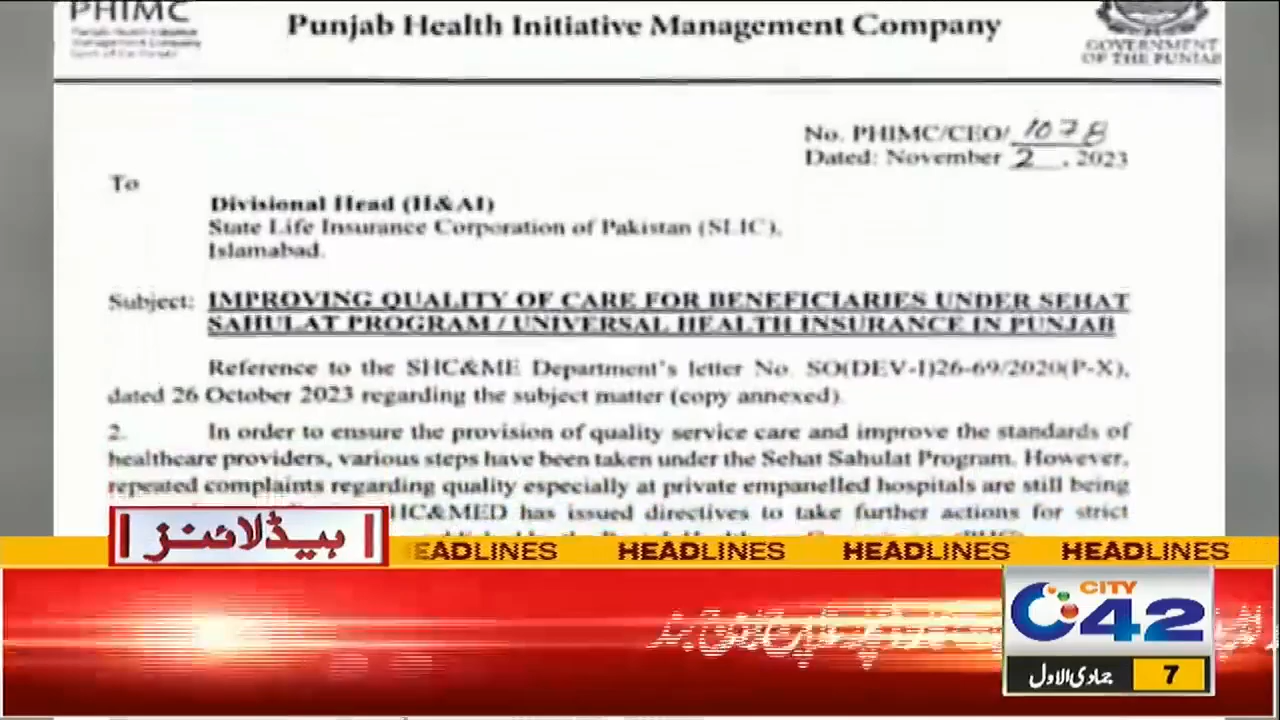 PHIMC
Punjab Health Initiative Management Company
GOVERNMENT
OF THE PUNJAB
No. PHIMC/CEO/ 1078
Dated: November 2, 2023
To
Divisional Head (H&AI)
State Life Insurance Corporation of Pakistan (SLIC),
Islamabad.
Subject: IMPROVING QUALITY OF CARE FOR BENEFICIARIES UNDER SEHAT
SAHULAT PROGRAM / UNIVERSAL HEALTH INSURANCE IN PUNJAB
Reference to the SHC&ME Department's letter No. SO(DEV-I)26-69/2020(P-X),
dated 26 October 2023 regarding the subject matter (copy annexed).
2. In order to ensure the provision of quality service care and improve the standards of
healthcare providers, various steps have been taken under the Sehat Sahulat Program. However,
repeated complaints regarding quality especially at private empanelled hospitals are still being
HC&MED has issued directives to take further actions for strict
ہیڈلائنز
EADLINES HEADLINES HEADLINES HEADLINES
CITY
42
جمادی الاول 7